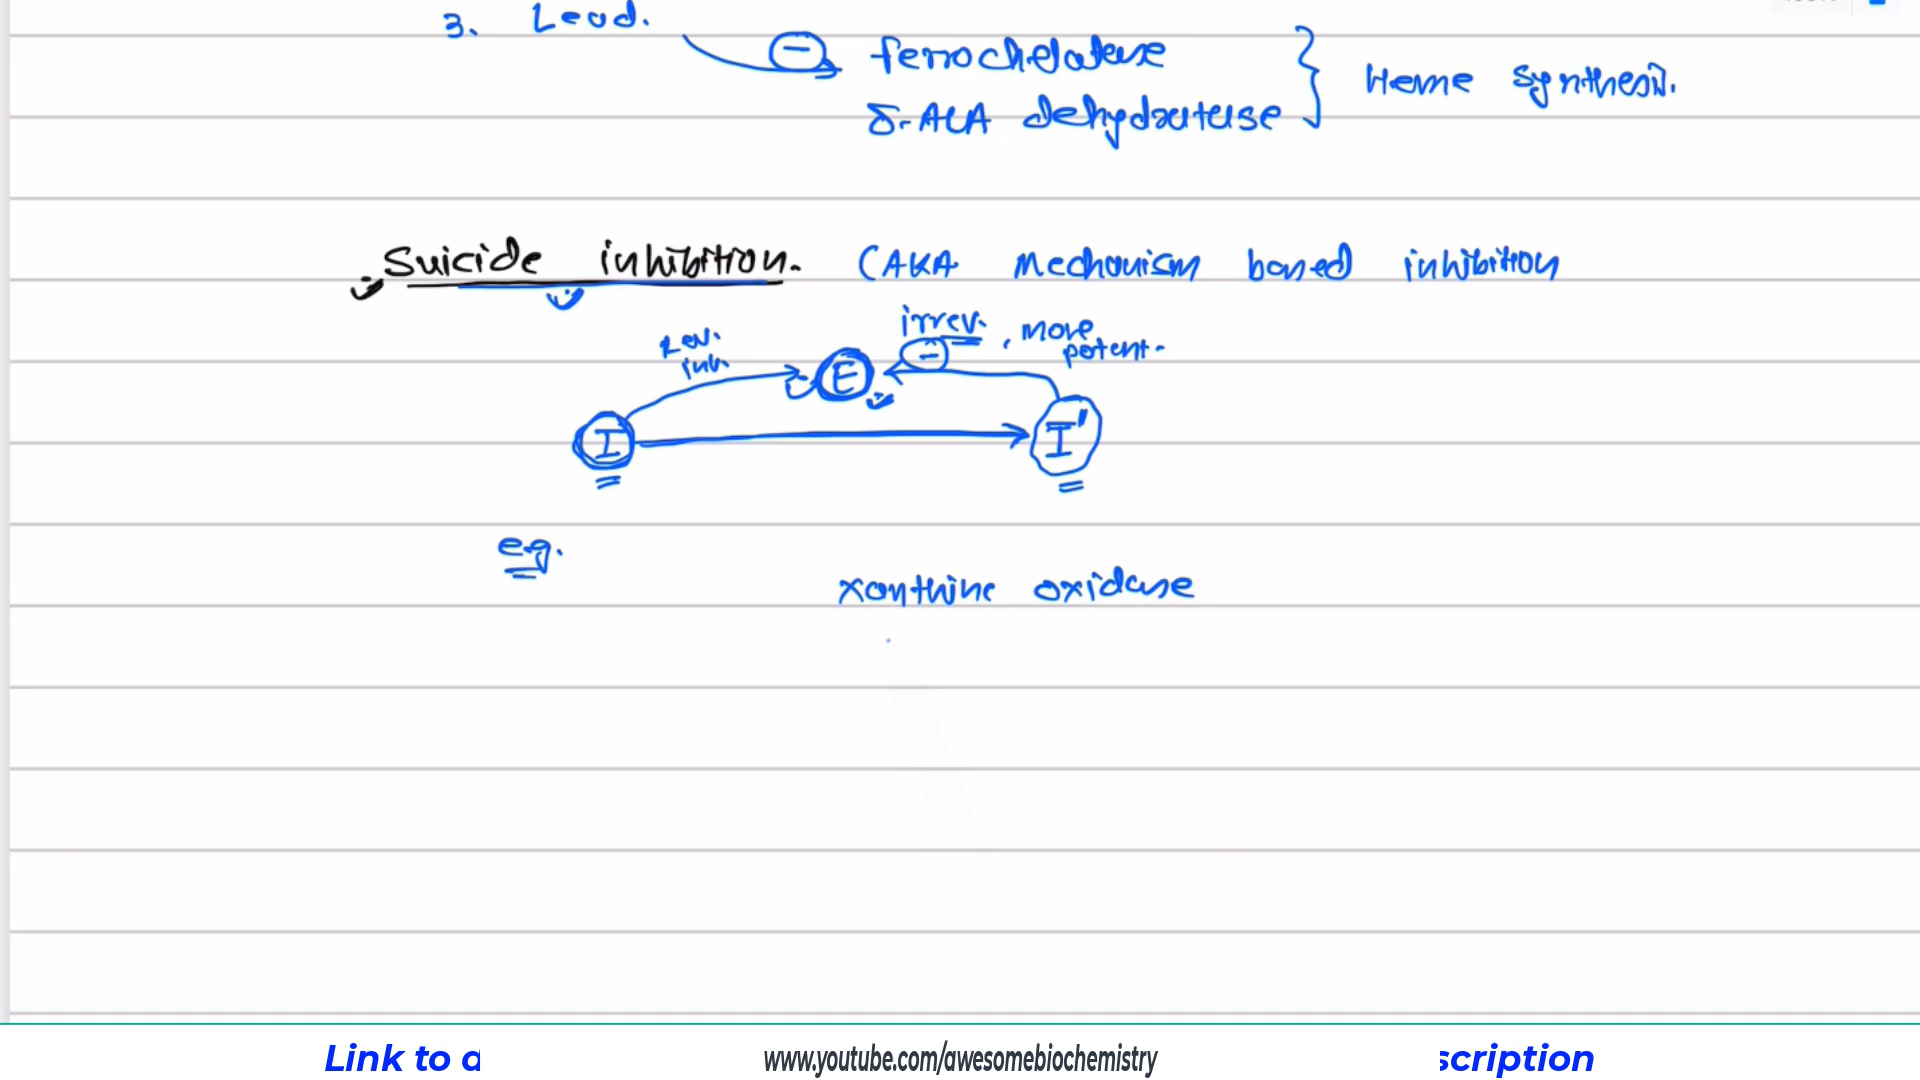 3. Lead.
⊖ ferrochelatase
δ-ALA dehydratase } Heme synthesis.
Suicide inhibition. (AKA Mechanism based inhibition
Rev. inh.
irrev., more potent.
E
I
I"
e.g.
xanthine oxidase
Link to
www.youtube.com/awesomebiochemistry
scription